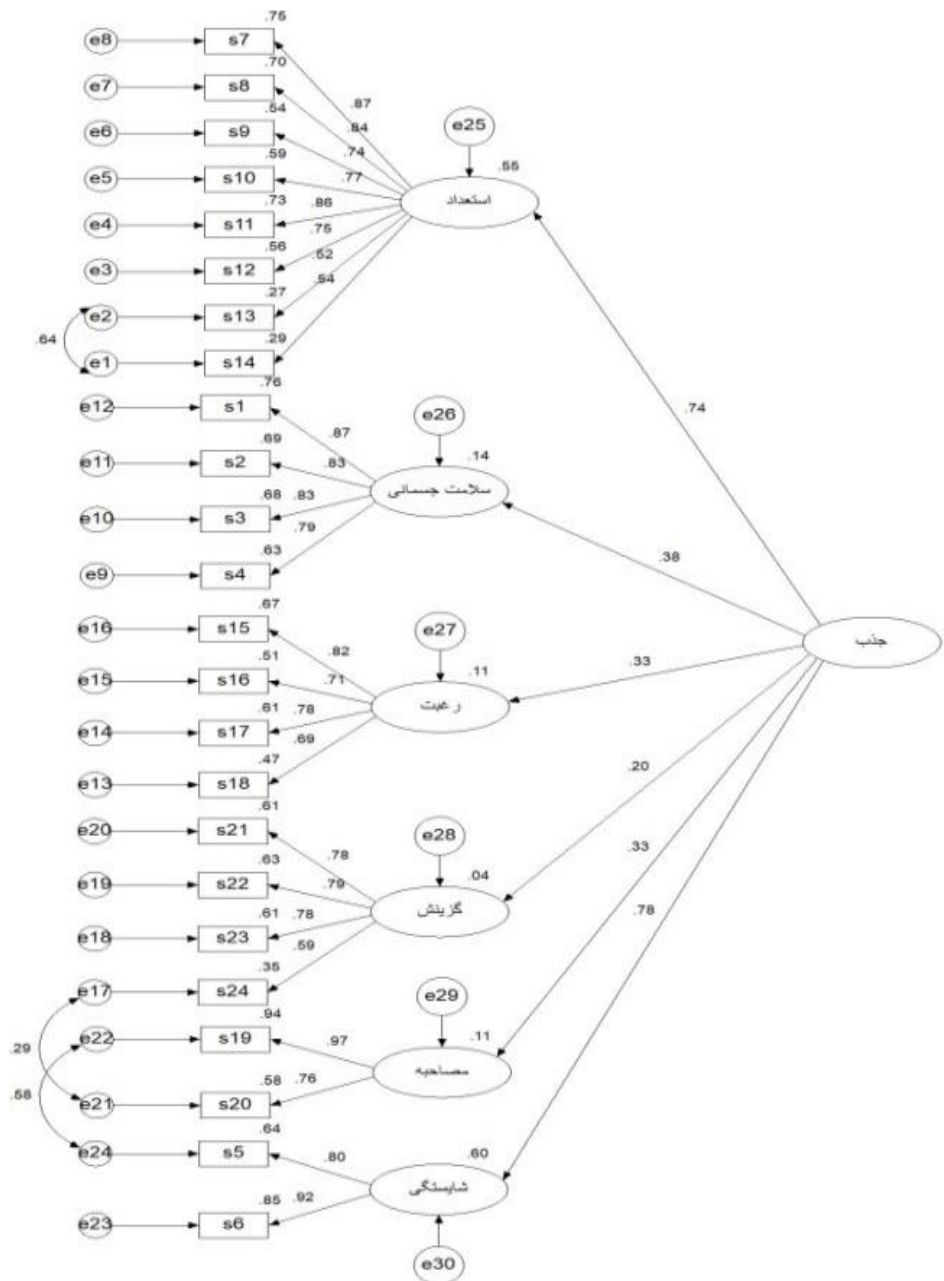 .75
e8 s7
.70
e7 s8 .87
.54 .84 e25
e6 s9 .74
.59 .77 .55
e5 s10 استعداد
.73 .86
e4 s11 .75
.56 .52
e3 s12 .54
.27
e2 s13
.64 .29
e1 s14
.76 .74
e12 s1 e26
.69 .87 .14
e11 s2 .83 سلامت جسمانی
.68 .83
e10 s3 .79
.63 .38
e9 s4
.67
e16 s15 e27 جذب
.51 .82 .33
e15 s16 .71 .11
.61 .78 رغبت
e14 s17 .69
.47
e13 s18 .20
.61
e20 s21 e28 .33
.63 .78 .04
e19 s22 .79 گزینش .78
.61 .78
e18 s23 .59
.35
e17 s24 e29
.94
e22 s19 .97 .11
.29 .58 .76 مصاحبه
.58 e21 s20
.64 .60
e24 s5 .80 شایستگی
.85 .92
e23 s6
e30